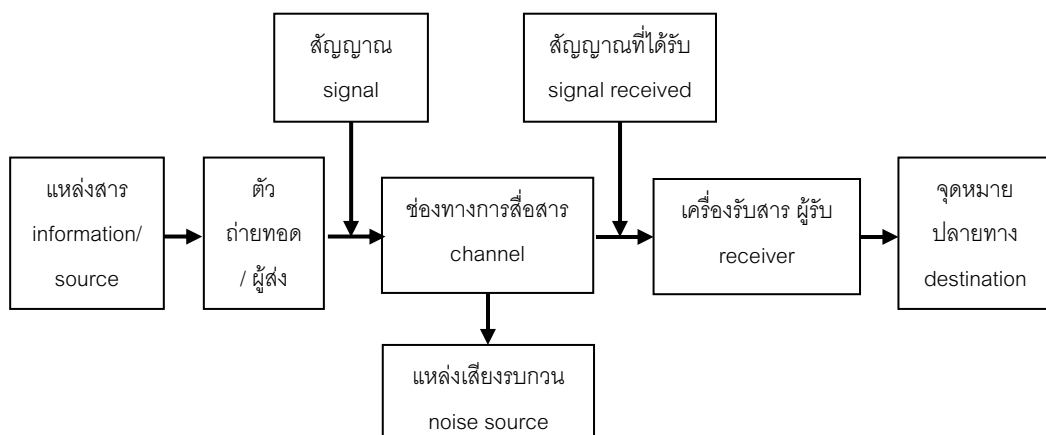 สัญญาณ
signal
สัญญาณที่ได้รับ
signal received
แหล่งสาร
information/
source
ตัว
ถ่ายทอด
/ ผู้ส่ง
ช่องทางการสื่อสาร
channel
เครื่องรับสาร ผู้รับ
receiver
จุดหมาย
ปลายทาง
destination
แหล่งเสียงรบกวน
noise source